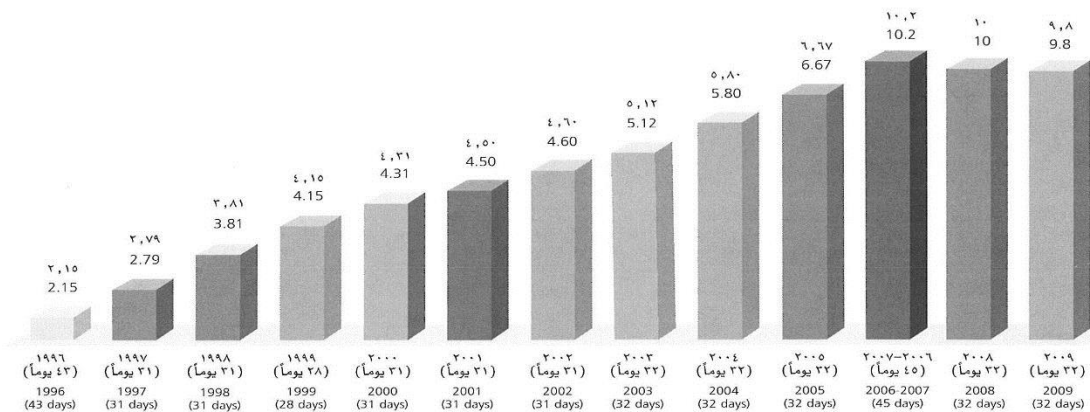 ٢,١٥
2.15
٢,٧٩
2.79
٣,٨١
3.81
٤,١٥
4.15
٤,٣١
4.31
٤,٥٠
4.50
٤,٦٠
4.60
٥,١٢
5.12
٥,٨٠
5.80
٦,٦٧
6.67
١٠,٢
10.2
١٠
10
٩,٨
9.8
١٩٩٦
(٤٣ يوماً)
1996
(43 days)
١٩٩٧
(٣١ يوماً)
1997
(31 days)
١٩٩٨
(٣١ يوماً)
1998
(31 days)
١٩٩٩
(٢٨ يوماً)
1999
(28 days)
٢٠٠٠
(٣١ يوماً)
2000
(31 days)
٢٠٠١
(٣١ يوماً)
2001
(31 days)
٢٠٠٢
(٣١ يوماً)
2002
(31 days)
٢٠٠٣
(٣٢ يوماً)
2003
(32 days)
٢٠٠٤
(٣٢ يوماً)
2004
(32 days)
٢٠٠٥
(٣٢ يوماً)
2005
(32 days)
٢٠٠٦-٢٠٠٧
(٤٥ يوماً)
2006-2007
(45 days)
٢٠٠٨
(٣٢ يوماً)
2008
(32 days)
٢٠٠٩
(٣٢ يوماً)
2009
(32 days)